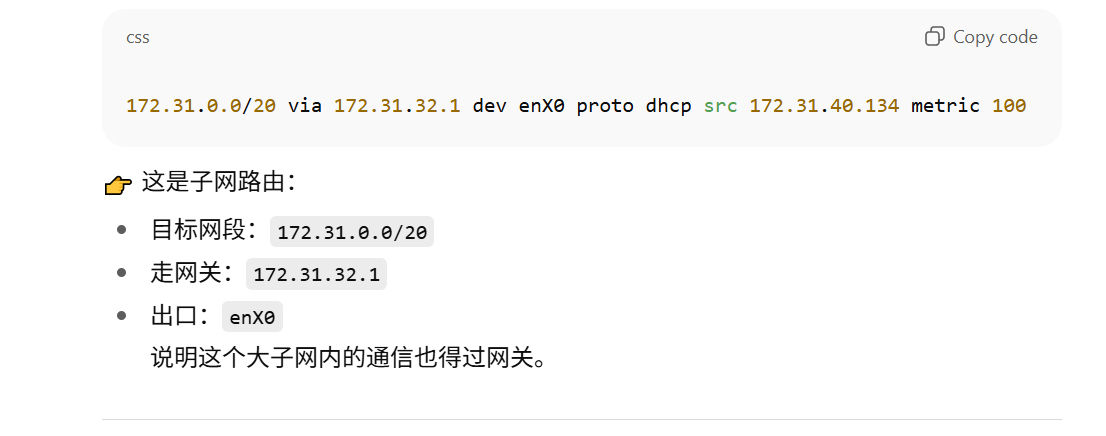 css
Copy code
172.31.0.0/20 via 172.31.32.1 dev enX0 proto dhcp src 172.31.40.134 metric 100
👉 这是子网路由：
• 目标网段：172.31.0.0/20
• 走网关：172.31.32.1
• 出口：enX0
说明这个大子网内的通信也得过网关。